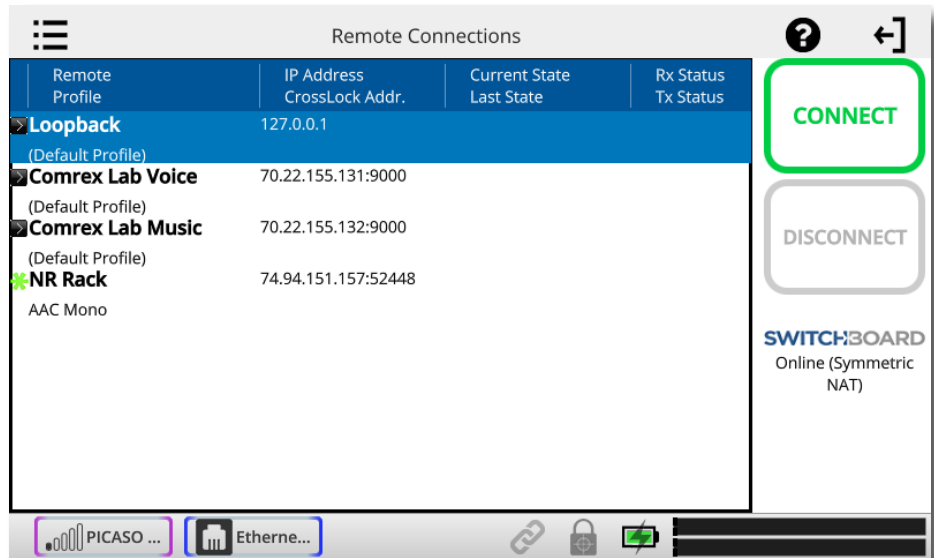 Remote Connections
Remote IP Address Current State Rx Status
Profile CrossLock Addr. Last State Tx Status
Loopback 127.0.0.1
(Default Profile)
Comrex Lab Voice 70.22.155.131:9000
(Default Profile)
Comrex Lab Music 70.22.155.132:9000
(Default Profile)
NR Rack 74.94.151.157:52448
AAC Mono
CONNECT
DISCONNECT
SWITCHBOARD
Online (Symmetric
NAT)
PICASO ... Etherne...